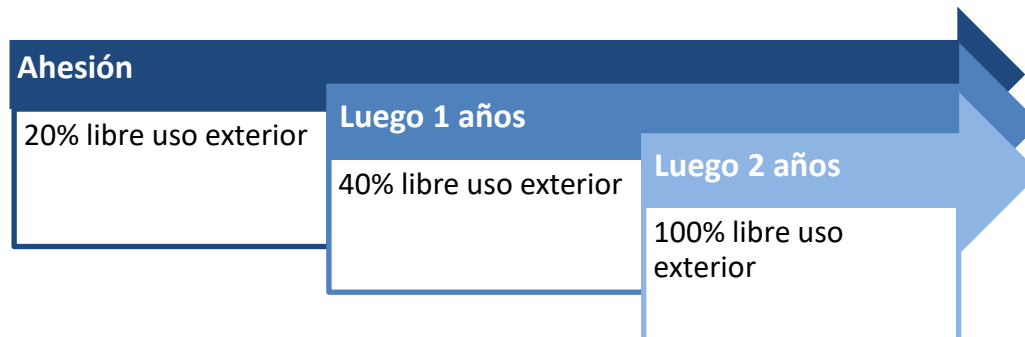 Ahesión
20% libre uso exterior
Luego 1 años
40% libre uso exterior
Luego 2 años
100% libre uso
exterior